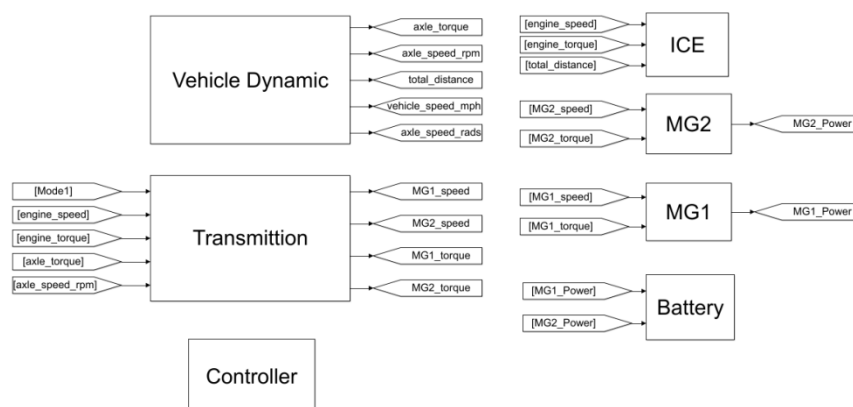 Vehicle Dynamic
axle_torque
axle_speed_rpm
total_distance
vehicle_speed_mph
axle_speed_rads
[engine_speed]
[engine_torque]
[total_distance]
ICE
[MG2_speed]
[MG2_torque]
MG2
MG2_Power
[Mode1]
[engine_speed]
[engine_torque]
[axle_torque]
[axle_speed_rpm]
Transmittion
MG1_speed
MG2_speed
MG1_torque
MG2_torque
[MG1_speed]
[MG1_torque]
MG1
MG1_Power
[MG1_Power]
[MG2_Power]
Battery
Controller